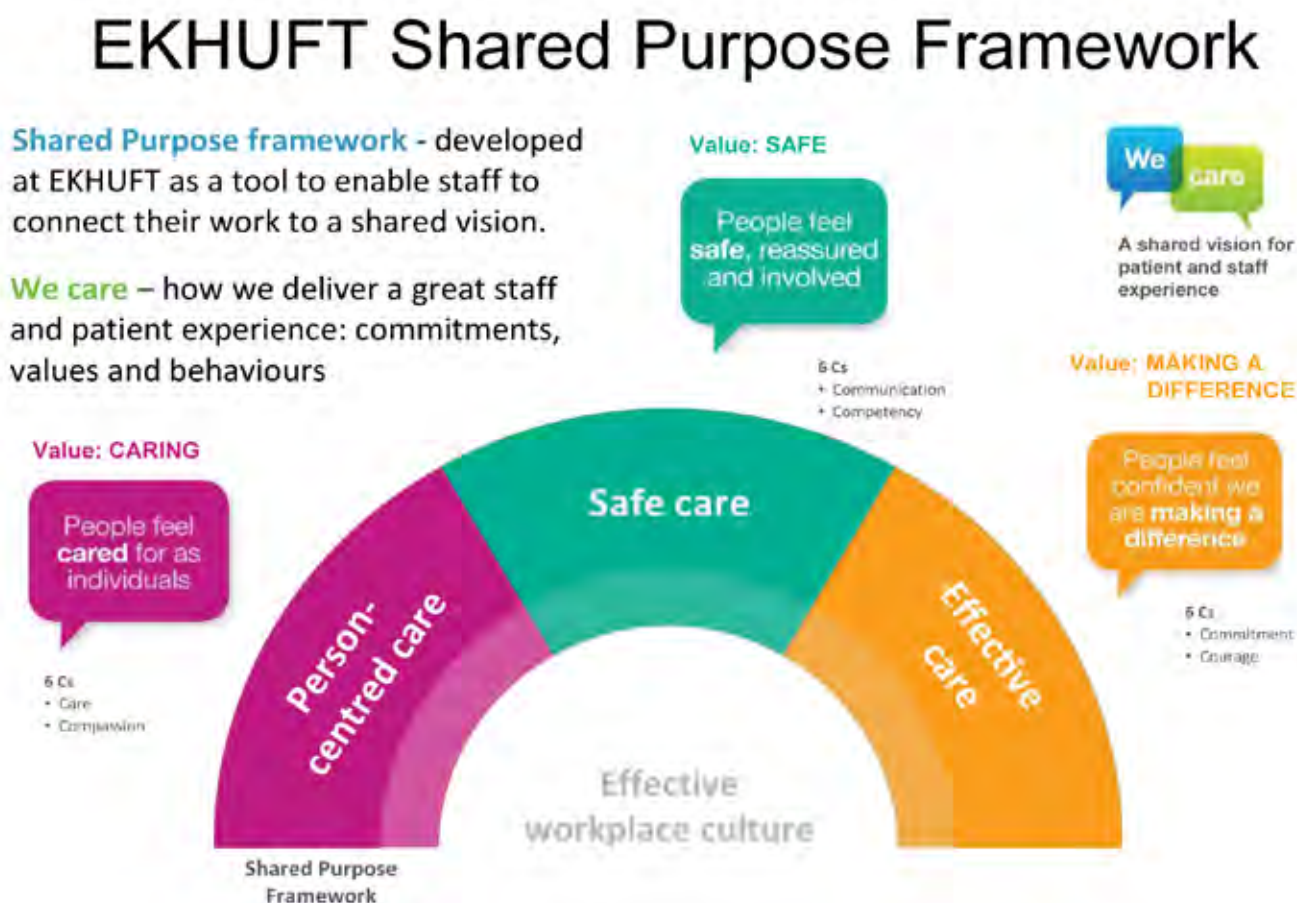 EKHUFT Shared Purpose Framework
Shared Purpose framework - developed
at EKHUFT as a tool to enable staff to
connect their work to a shared vision.
We care – how we deliver a great staff
and patient experience: commitments,
values and behaviours
Value: SAFE
People feel
safe, reassured
and involved
6 Cs
• Communication
• Competency
We
care
A shared vision for
patient and staff
experience
Value: MAKING A
DIFFERENCE
People feel
confident we
are making a
difference
6 Cs
• Commitment
• Courage
Value: CARING
People feel
cared for as
individuals
6 Cs
• Care
• Compassion
Person-
centred care
Safe care
Effective
care
Effective
workplace culture
Shared Purpose
Framework